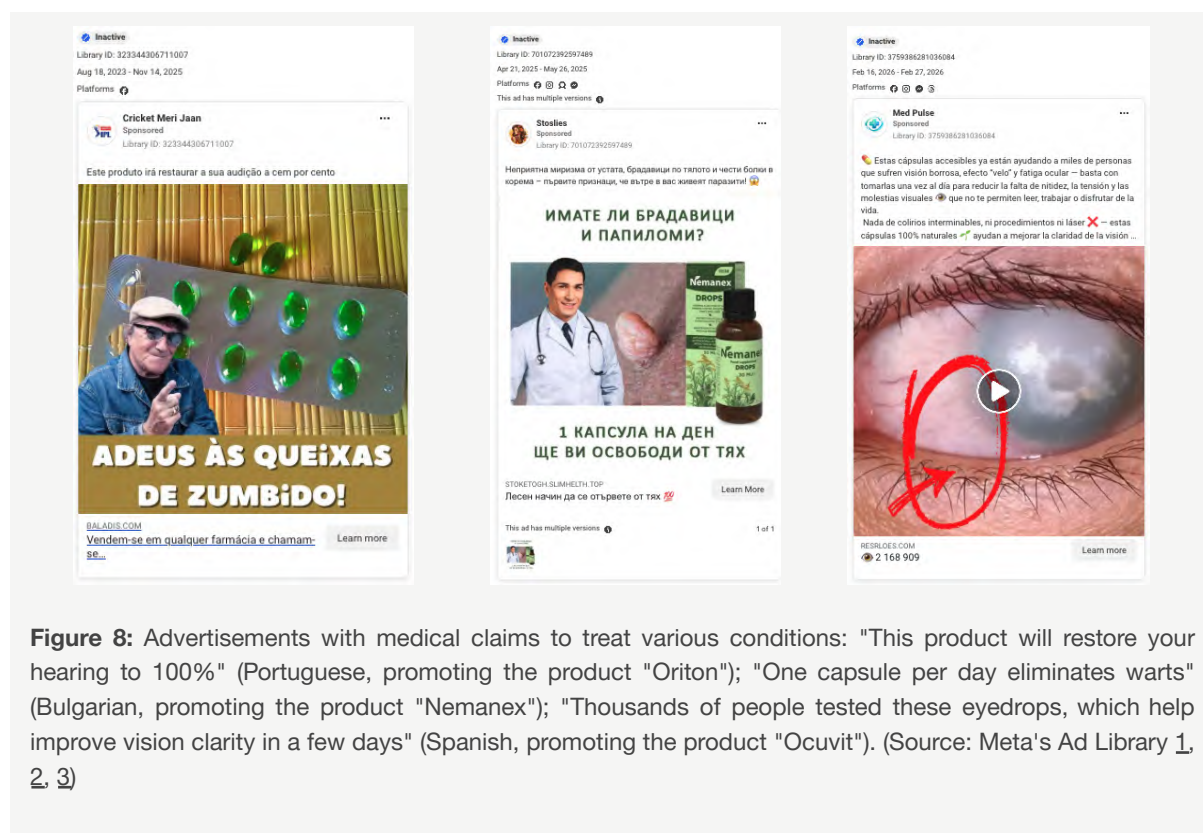 Inactive
Library ID: 323344306711007
Aug 18, 2023 - Nov 14, 2025
Platforms
Cricket Meri Jaan
Sponsored
Library ID: 323344306711007
Este produto irá restaurar a sua audição a cem por cento
ADEUS ÀS QUEiXAS
DE ZUMBiDO!
BALADIS.COM
Vendem-se em qualquer farmácia e chamam-
se...
Learn more
Inactive
Library ID: 701072392597489
Apr 21, 2025 - May 26, 2025
Platforms
This ad has multiple versions
Stoslies
Sponsored
Library ID: 701072392597489
Неприятна миризма от устата, брадавици по тялото и чести болки в
корема – първите признаци, че вътре в вас живеят паразити! 😱
ИМАТЕ ЛИ БРАДАВИЦИ
И ПАПИЛОМИ?
Nemanex
DROPS
Nemanex
DROPS
1 КАПСУЛА НА ДЕН
ЩЕ ВИ ОСВОБОДИ ОТ ТЯХ
STOKETOGH.SLIMHELTH.TOP
Лесен начин да се отървете от тях 💯
Learn More
This ad has multiple versions
1 of 1
Inactive
Library ID: 3759386281036084
Feb 16, 2026 - Feb 27, 2026
Platforms
Med Pulse
Sponsored
Library ID: 3759386281036084
💊 Estas cápsulas accesibles ya están ayudando a miles de personas
que sufren visión borrosa, efecto "velo" y fatiga ocular — basta con
tomarlas una vez al día para reducir la falta de nitidez, la tensión y las
molestias visuales 👁 que no te permiten leer, trabajar o disfrutar de la
vida.
Nada de colirios interminables, ni procedimientos ni láser ❌ — estas
cápsulas 100% naturales 🌱 ayudan a mejorar la claridad de la visión ...
RESRLOES.COM
👁 2 168 909
Learn more
Figure 8: Advertisements with medical claims to treat various conditions: "This product will restore your
hearing to 100%" (Portuguese, promoting the product "Oriton"); "One capsule per day eliminates warts"
(Bulgarian, promoting the product "Nemanex"); "Thousands of people tested these eyedrops, which help
improve vision clarity in a few days" (Spanish, promoting the product "Ocuvit"). (Source: Meta's Ad Library 1,
2, 3)